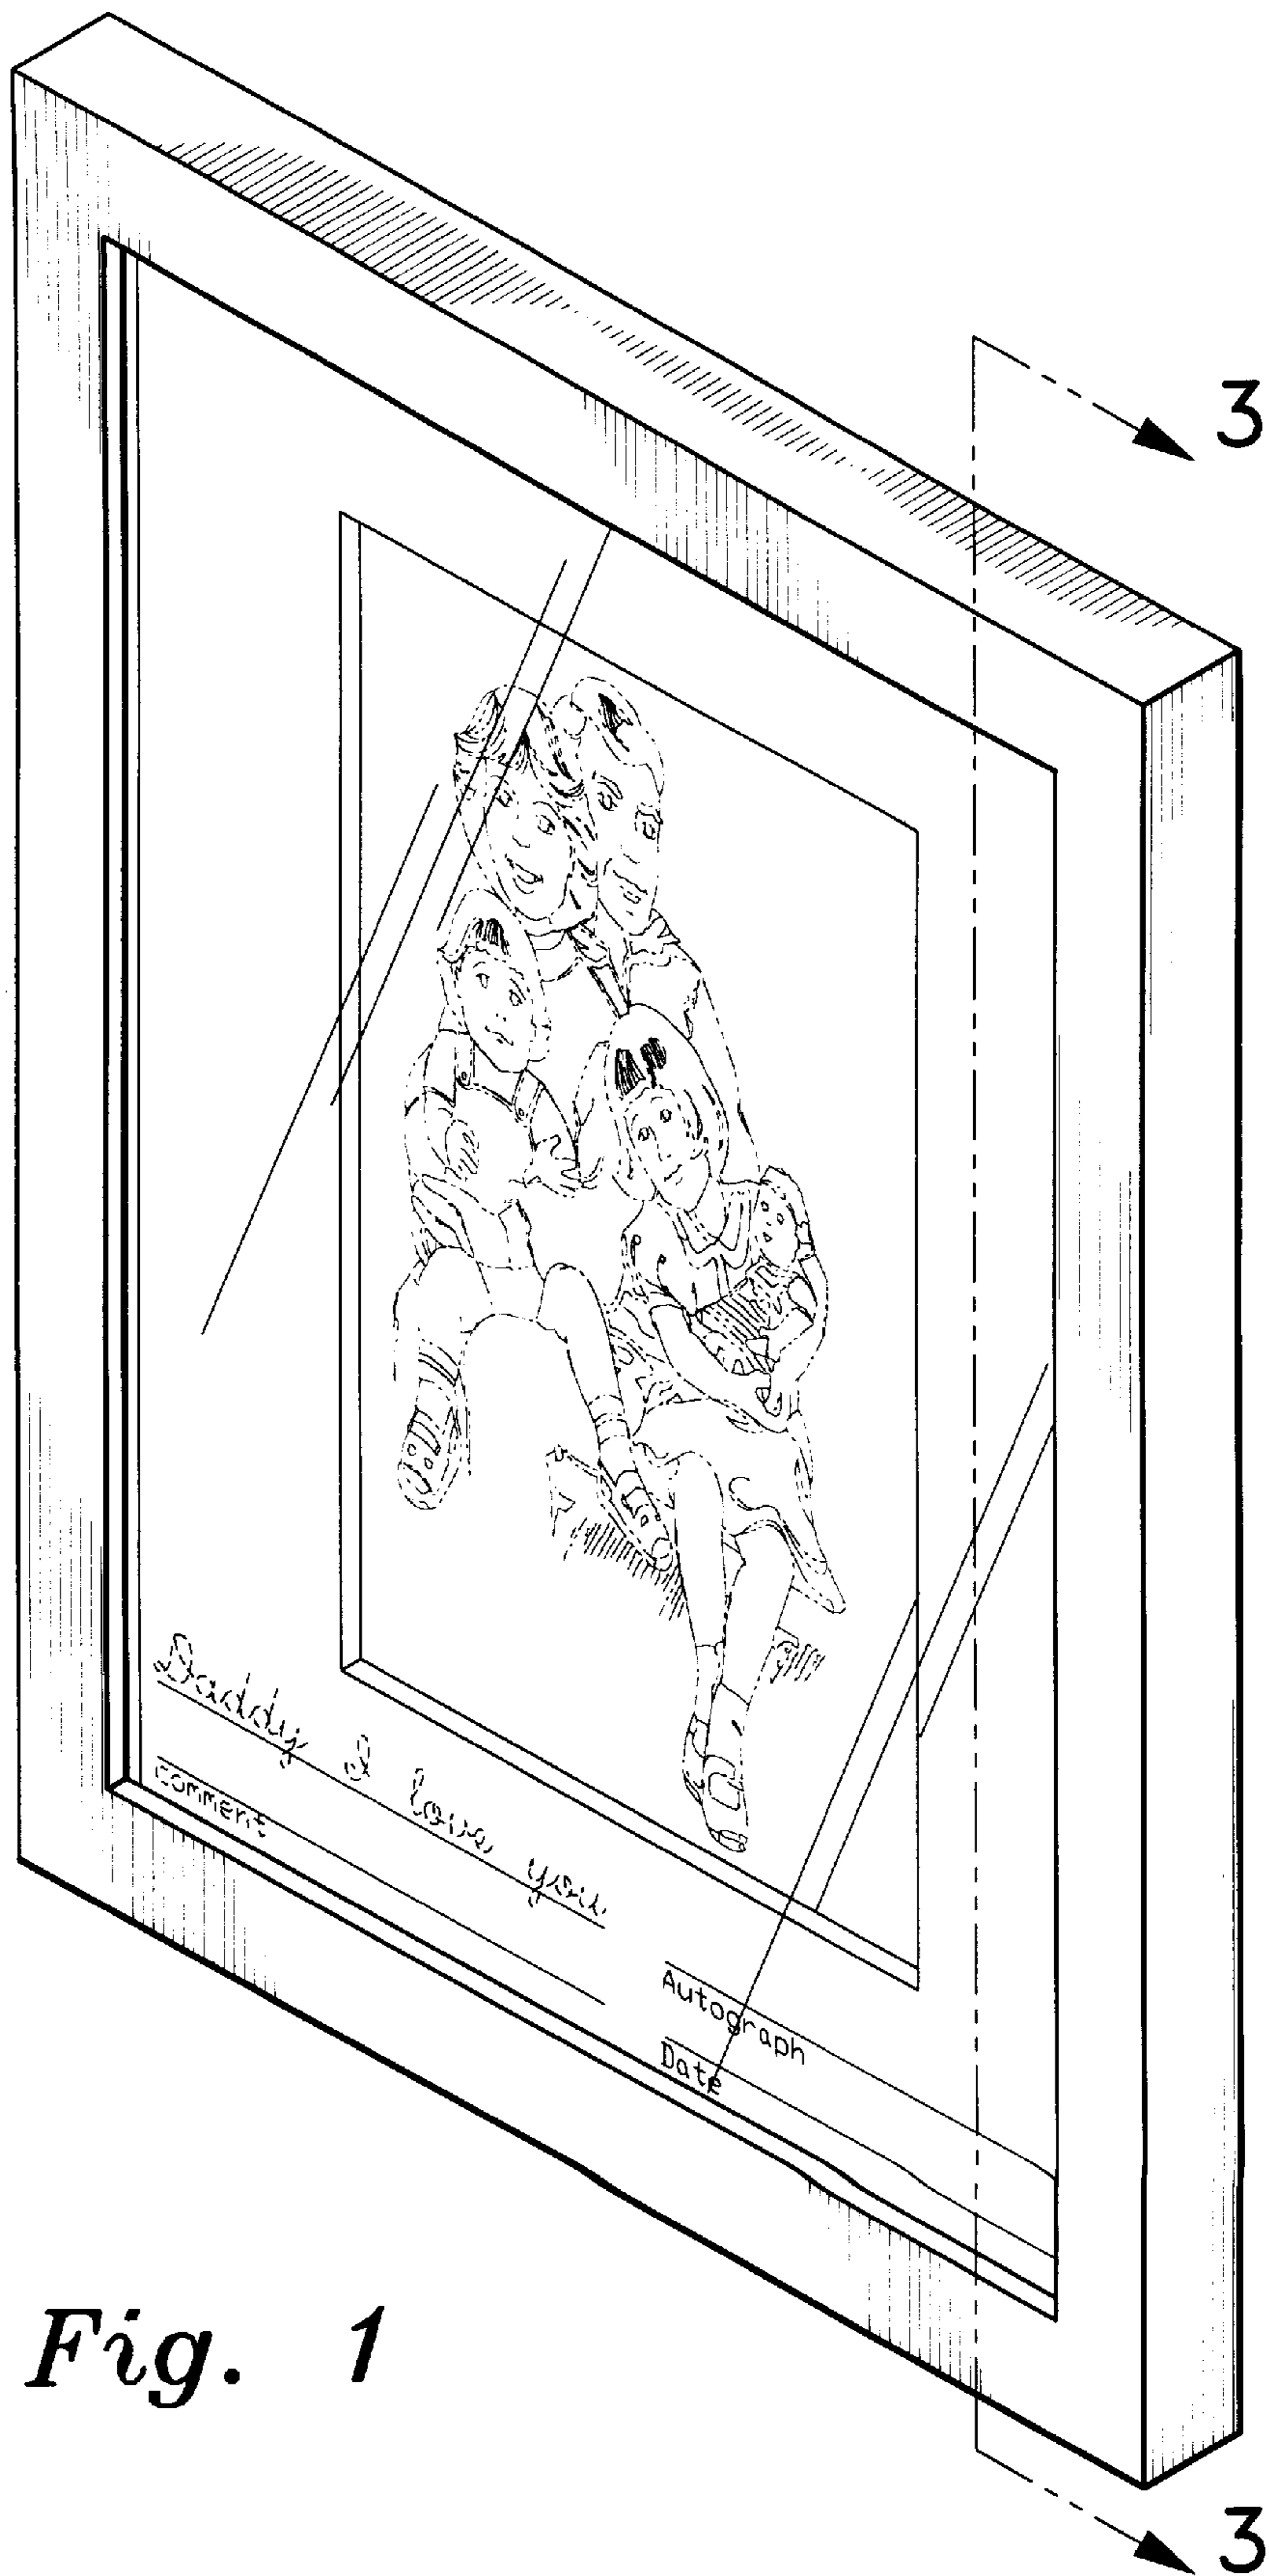 3
Daddy I love you
comment
Autograph
Date
Fig. 1
3